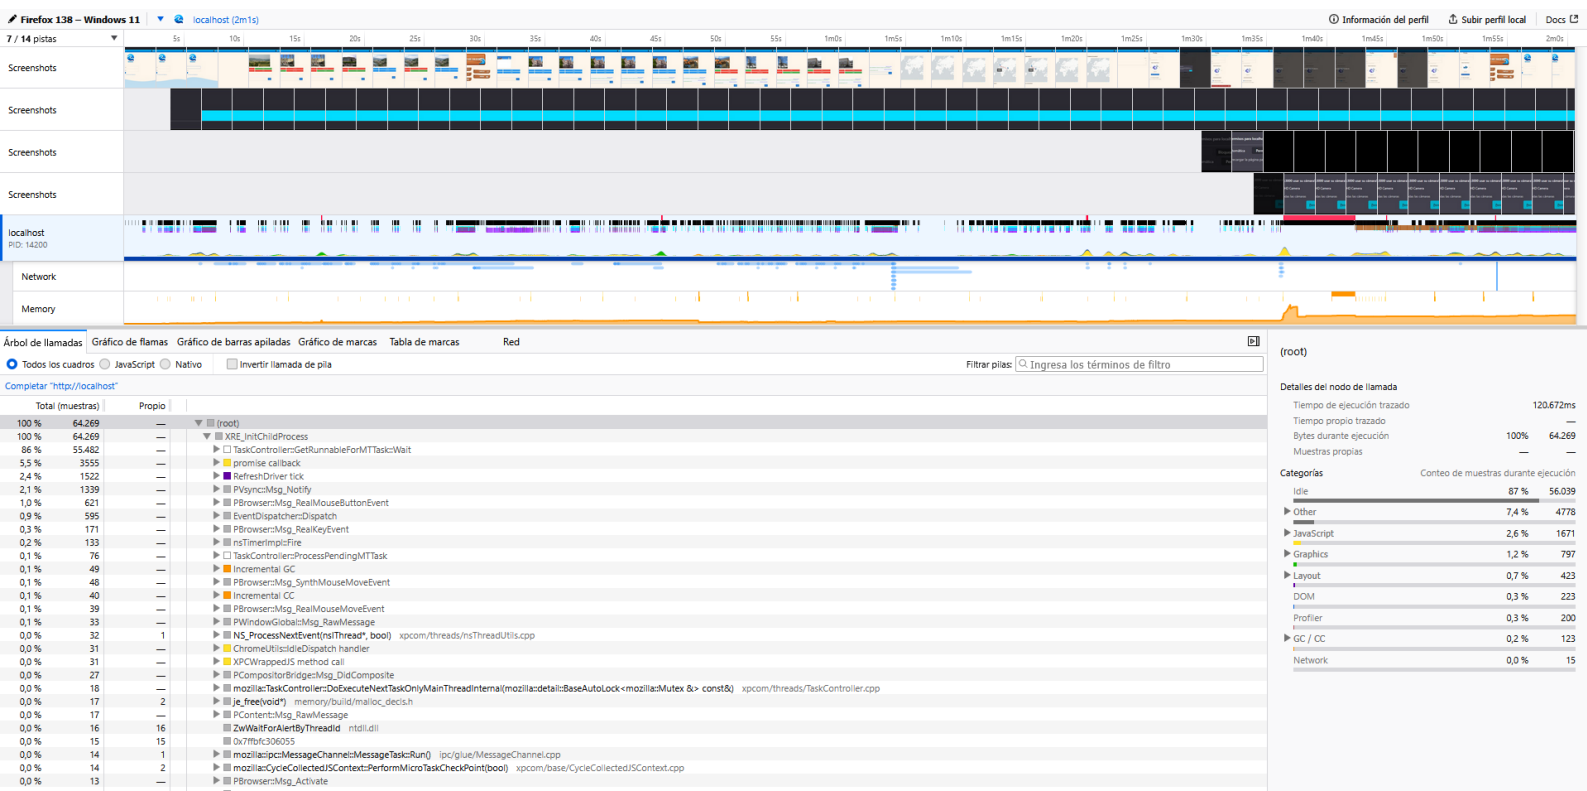 Firefox 138 – Windows 11 localhost (2m1s) Información del perfil Subir perfil local Docs
7 / 14 pistas 5s 10s 15s 20s 25s 30s 35s 40s 45s 50s 55s 1m0s 1m5s 1m10s 1m15s 1m20s 1m25s 1m30s 1m35s 1m40s 1m45s 1m50s 1m55s 2m0s
Screenshots
Screenshots
Screenshots
Screenshots
localhost
PID: 14200
Network
Memory
Árbol de llamadas Gráfico de flamas Gráfico de barras apiladas Gráfico de marcas Tabla de marcas Red
Todos los cuadros JavaScript Nativo Invertir llamada de pila Filtrar pilas: Ingresa los términos de filtro
Completar "http://localhost"
Total (muestras) Propio
100 % 64.269 — (root)
100 % 64.269 — XRE_InitChildProcess
86 % 55.482 — TaskController::GetRunnableForMTTask::Wait
5,5 % 3555 — promise callback
2,4 % 1522 — RefreshDriver tick
2,1 % 1339 — PVsync::Msg_Notify
1,0 % 621 — PBrowser::Msg_RealMouseButtonEvent
0,9 % 595 — EventDispatcher::Dispatch
0,3 % 171 — PBrowser::Msg_RealKeyEvent
0,2 % 133 — nsTimerImpl::Fire
0,1 % 76 — TaskController::ProcessPendingMTTask
0,1 % 49 — Incremental GC
0,1 % 48 — PBrowser::Msg_SynthMouseMoveEvent
0,1 % 40 — Incremental CC
0,1 % 39 — PBrowser::Msg_RealMouseMoveEvent
0,1 % 33 — PWindowGlobal::Msg_RawMessage
0,0 % 32 1 NS_ProcessNextEvent(nsIThread*, bool) xpcom/threads/nsThreadUtils.cpp
0,0 % 31 — ChromeUtils::IdleDispatch handler
0,0 % 31 — XPCWrappedJS method call
0,0 % 27 — PCompositorBridge::Msg_DidComposite
0,0 % 18 — mozilla::TaskController::DoExecuteNextTaskOnlyMainThreadInternal(mozilla::detail::BaseAutoLock<mozilla::Mutex &> const&) xpcom/threads/TaskController.cpp
0,0 % 17 2 je_free(void*) memory/build/malloc_decls.h
0,0 % 17 — PContent::Msg_RawMessage
0,0 % 16 16 ZwWaitForAlertByThreadId ntdll.dll
0,0 % 15 15 0x7ffbfc306055
0,0 % 14 1 mozilla::ipc::MessageChannel::MessageTask::Run() ipc/glue/MessageChannel.cpp
0,0 % 14 2 mozilla::CycleCollectedJSContext::PerformMicroTaskCheckPoint(bool) xpcom/base/CycleCollectedJSContext.cpp
0,0 % 13 — PBrowser::Msg_Activate
(root)
Detalles del nodo de llamada
Tiempo de ejecución trazado 120.672ms
Tiempo propio trazado —
Bytes durante ejecución 100% 64.269
Muestras propias — —
Categorías Conteo de muestras durante ejecución
Idle 87 % 56.039
Other 7,4 % 4778
JavaScript 2,6 % 1671
Graphics 1,2 % 797
Layout 0,7 % 423
DOM 0,3 % 223
Profiler 0,3 % 200
GC / CC 0,2 % 123
Network 0,0 % 15